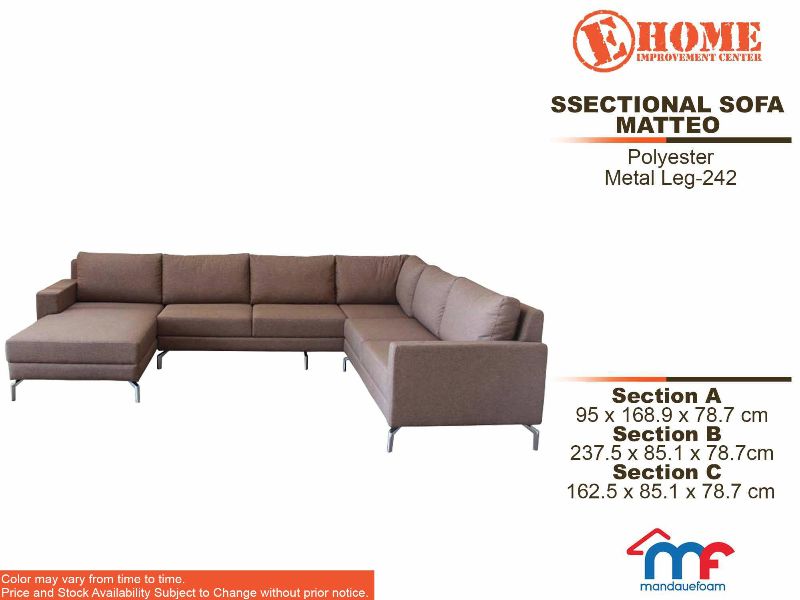 E HOME
IMPROVEMENT CENTER
SSECTIONAL SOFA
MATTEO
Polyester
Metal Leg-242
Section A
95 x 168.9 x 78.7 cm
Section B
237.5 x 85.1 x 78.7cm
Section C
162.5 x 85.1 x 78.7 cm
mf
mandauefoam
Color may vary from time to time.
Price and Stock Availability Subject to Change without prior notice.